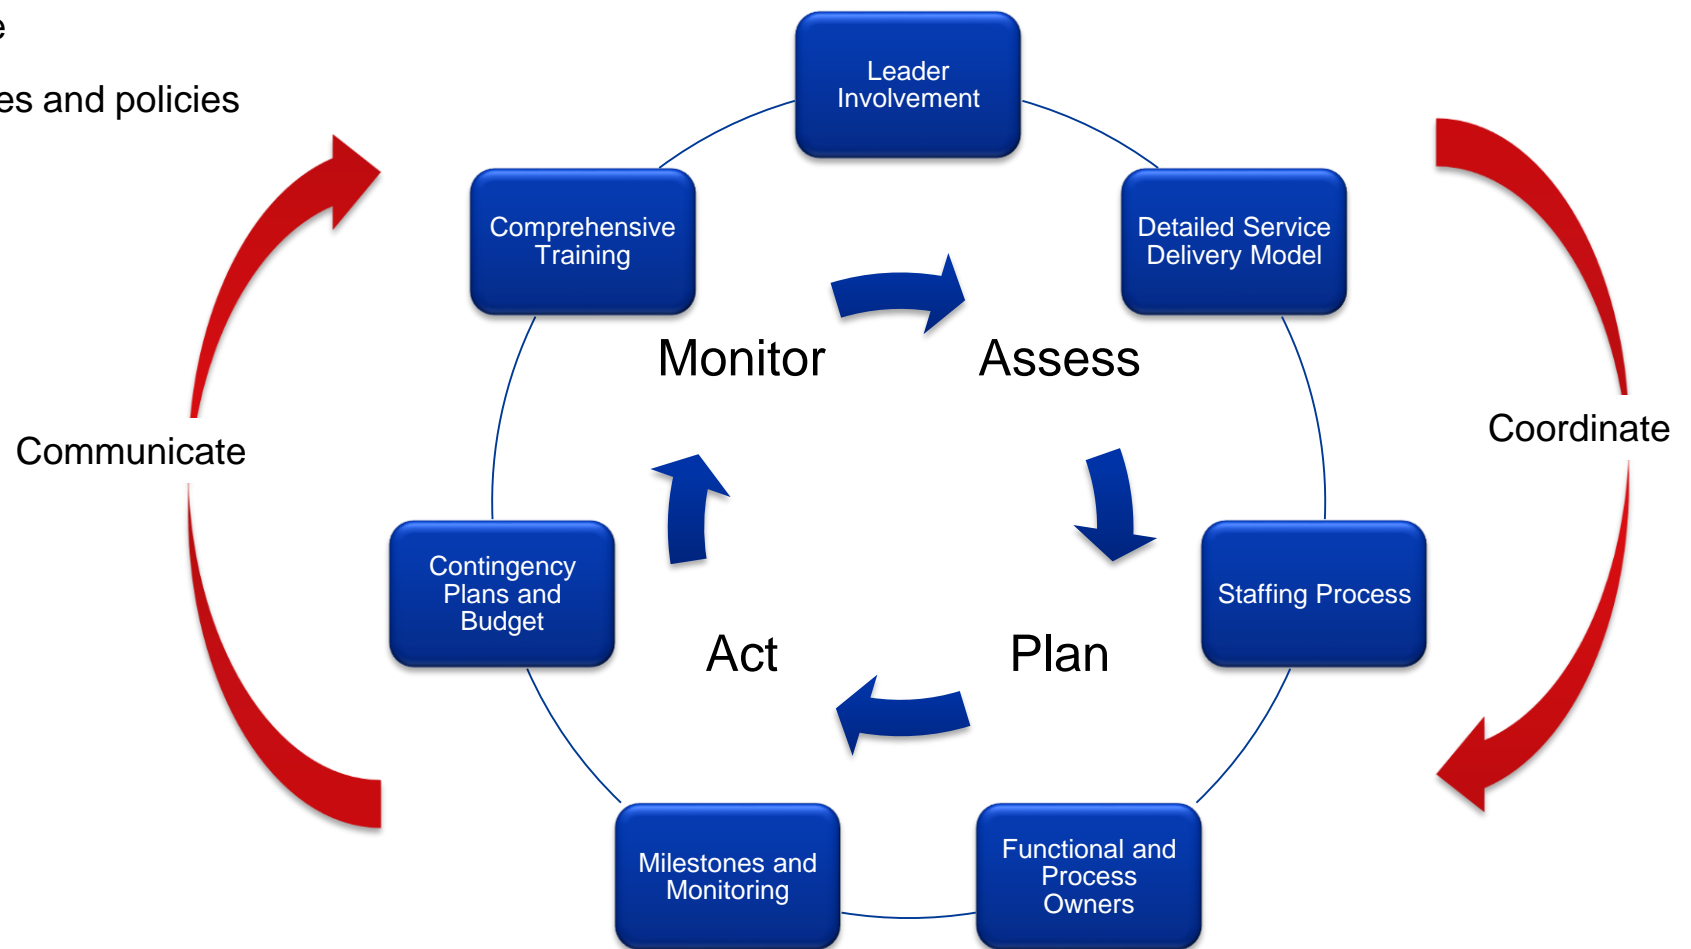 e
es and policies
Leader
Involvement
Comprehensive
Training
Detailed Service
Delivery Model
Monitor
Assess
Communicate
Coordinate
Contingency
Plans and
Budget
Staffing Process
Act
Plan
Milestones and
Monitoring
Functional and
Process
Owners